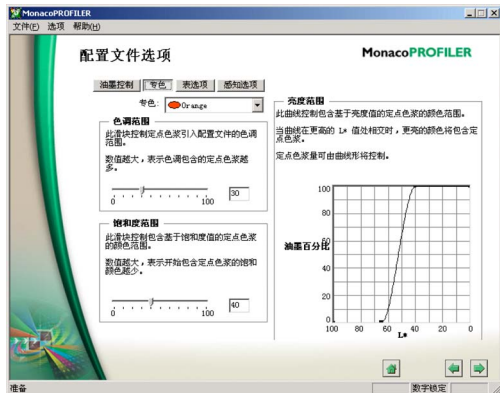 MonacoPROFILER
文件(F) 选项 帮助(H)
配置文件选项
MonacoPROFILER
油墨控制 专色 表选项 感知选项
专色: Orange
色调范围
此滑块控制定点色浆引入配置文件的色调
范围。
数值越大，表示色调包含的定点色浆越
多。
0 100 30
饱和度范围
此滑块控制包含基于饱和度值的定点色浆
的颜色范围。
数值越大，表示开始包含定点色浆的饱和
颜色越少。
0 100 40
亮度范围
此曲线控制包含基于亮度值的定点色浆的颜色范围。
当曲线在更高的 L* 值处相交时，更亮的颜色将包含定
点色浆。
定点色浆量可由曲线形将控制。
100
80
60
油墨百分比
40
20
0
100 80 60 40 20 0
L*
准备
数字锁定